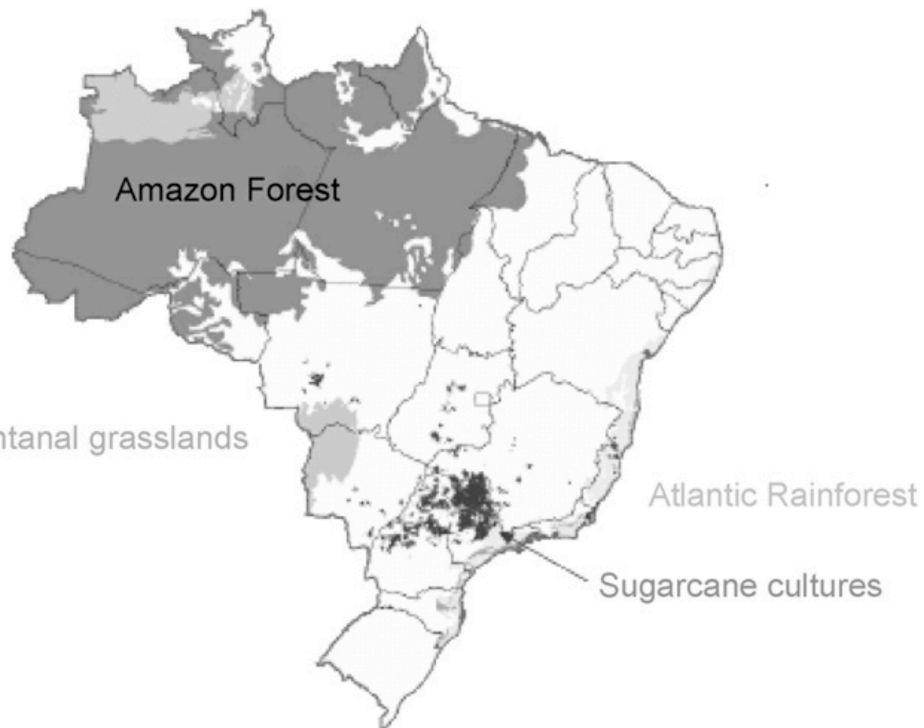 Amazon Forest
ntanal grasslands
Atlantic Rainforest
Sugarcane cultures